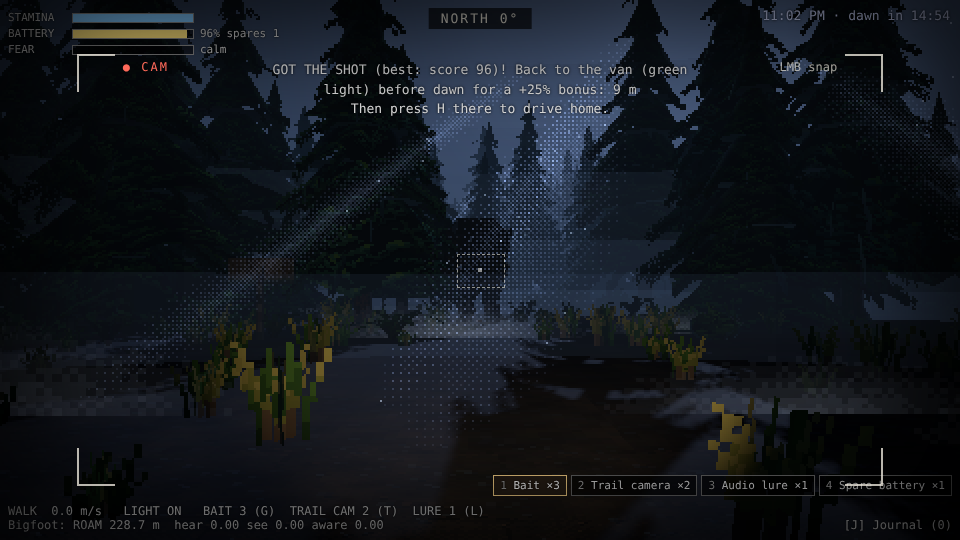 STAMINA
BATTERY 96% spares 1
FEAR calm
NORTH 0°
11:02 PM · dawn in 14:54
● CAM
LMB snap
GOT THE SHOT (best: score 96)! Back to the van (green
light) before dawn for a +25% bonus: 9 m
Then press H there to drive home.
1 Bait ×3 2 Trail camera ×2 3 Audio lure ×1 4 Spare battery ×1
WALK 0.0 m/s LIGHT ON BAIT 3 (G) TRAIL CAM 2 (T) LURE 1 (L)
Bigfoot: ROAM 228.7 m hear 0.00 see 0.00 aware 0.00
[J] Journal (0)